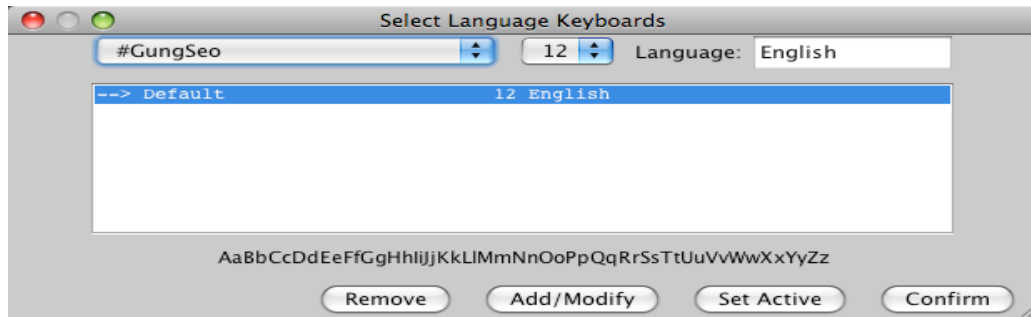 Select Language Keyboards
#GungSeo 12 Language: English
--> Default 12 English
AaBbCcDdEeFfGgHhIiJjKkLlMmNnOoPpQqRrSsTtUuVvWwXxYyZz
Remove Add/Modify Set Active Confirm